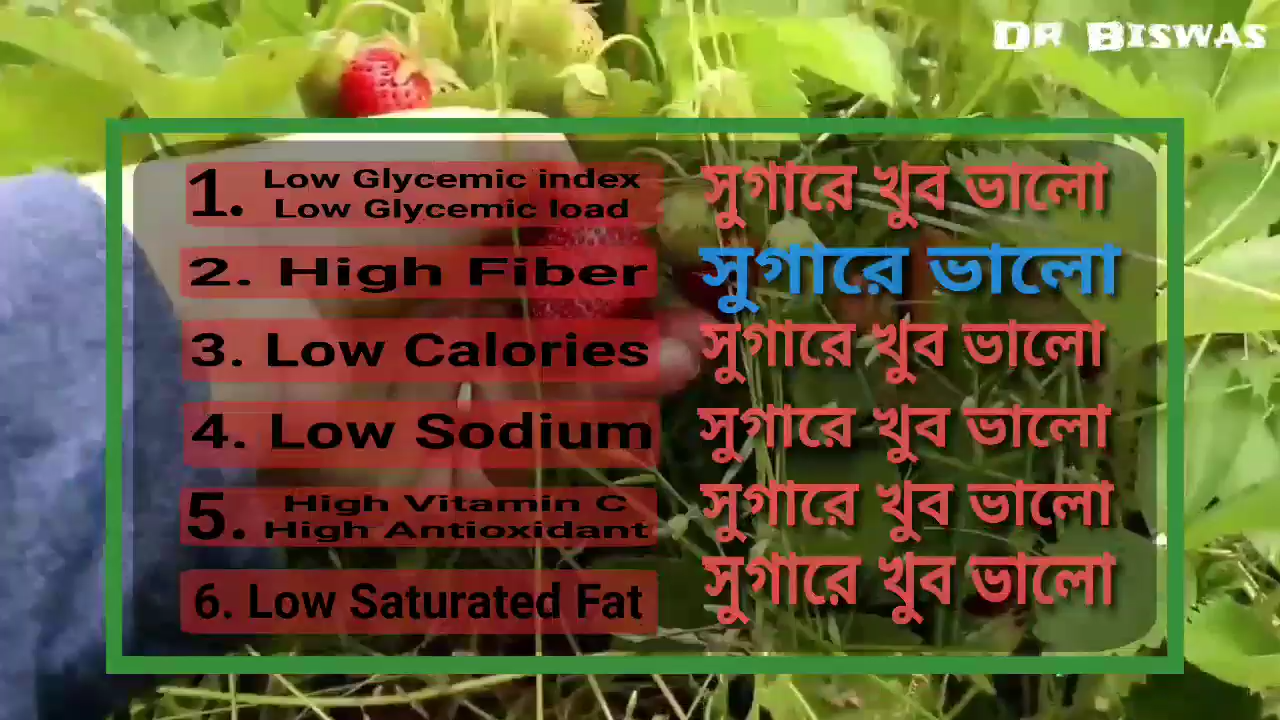 Dr Biswas
1. Low Glycemic index
Low Glycemic load
সুগারে খুব ভালো
2. High Fiber
সুগারে ভালো
3. Low Calories
সুগারে খুব ভালো
4. Low Sodium
সুগারে খুব ভালো
5. High Vitamin C
High Antioxidant
সুগারে খুব ভালো
6. Low Saturated Fat
সুগারে খুব ভালো